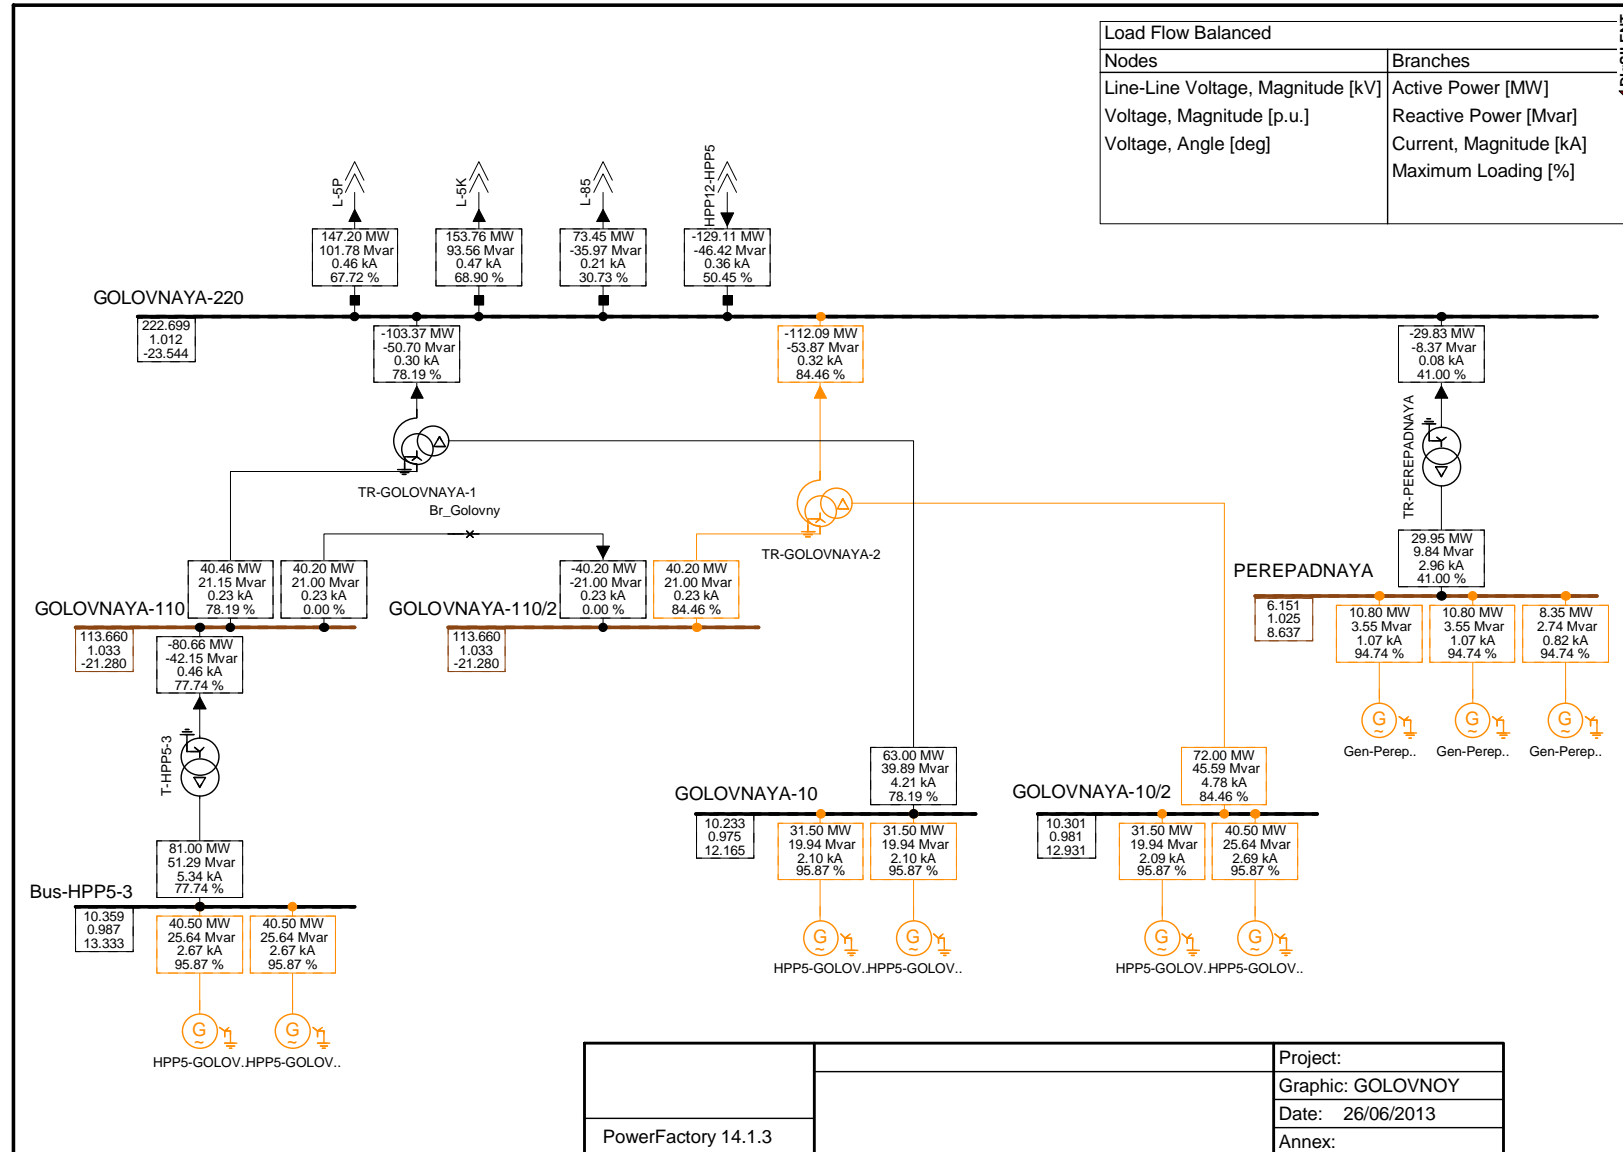 Load Flow Balanced
Nodes
Branches
Line-Line Voltage, Magnitude [kV]
Active Power [MW]
Voltage, Magnitude [p.u.]
Reactive Power [Mvar]
Voltage, Angle [deg]
Current, Magnitude [kA]
Maximum Loading [%]
L-5P
L-5K
L-85
HPP12-HPP5
147.20 MW
101.78 Mvar
0.46 kA
67.72 %
153.76 MW
93.56 Mvar
0.47 kA
68.90 %
73.45 MW
-35.97 Mvar
0.21 kA
30.73 %
-129.11 MW
-46.42 Mvar
0.36 kA
50.45 %
GOLOVNAYA-220
222.699
1.012
-23.544
-103.37 MW
-50.70 Mvar
0.30 kA
78.19 %
-112.09 MW
-53.87 Mvar
0.32 kA
84.46 %
-29.83 MW
-8.37 Mvar
0.08 kA
41.00 %
TR-GOLOVNAYA-1
Br_Golovny
TR-GOLOVNAYA-2
TR-PEREPADNAYA
40.46 MW
21.15 Mvar
0.23 kA
78.19 %
40.20 MW
21.00 Mvar
0.23 kA
0.00 %
-40.20 MW
-21.00 Mvar
0.23 kA
0.00 %
40.20 MW
21.00 Mvar
0.23 kA
84.46 %
29.95 MW
9.84 Mvar
2.96 kA
41.00 %
GOLOVNAYA-110
113.660
1.033
-21.280
GOLOVNAYA-110/2
113.660
1.033
-21.280
PEREPADNAYA
6.151
1.025
8.637
10.80 MW
3.55 Mvar
1.07 kA
94.74 %
10.80 MW
3.55 Mvar
1.07 kA
94.74 %
8.35 MW
2.74 Mvar
0.82 kA
94.74 %
G
~
G
~
G
~
Gen-Perep..
Gen-Perep..
Gen-Perep..
-80.66 MW
-42.15 Mvar
0.46 kA
77.74 %
T-HPP5-3
81.00 MW
51.29 Mvar
5.34 kA
77.74 %
63.00 MW
39.89 Mvar
4.21 kA
78.19 %
72.00 MW
45.59 Mvar
4.78 kA
84.46 %
GOLOVNAYA-10
10.233
0.975
12.165
31.50 MW
19.94 Mvar
2.10 kA
95.87 %
31.50 MW
19.94 Mvar
2.10 kA
95.87 %
GOLOVNAYA-10/2
10.301
0.981
12.931
31.50 MW
19.94 Mvar
2.09 kA
95.87 %
40.50 MW
25.64 Mvar
2.69 kA
95.87 %
G
~
G
~
G
~
G
~
HPP5-GOLOV..
HPP5-GOLOV..
HPP5-GOLOV..
HPP5-GOLOV..
Bus-HPP5-3
10.359
0.987
13.333
40.50 MW
25.64 Mvar
2.67 kA
95.87 %
40.50 MW
25.64 Mvar
2.67 kA
95.87 %
G
~
G
~
HPP5-GOLOV..
HPP5-GOLOV..
PowerFactory 14.1.3
Project:
Graphic: GOLOVNOY
Date: 26/06/2013
Annex: